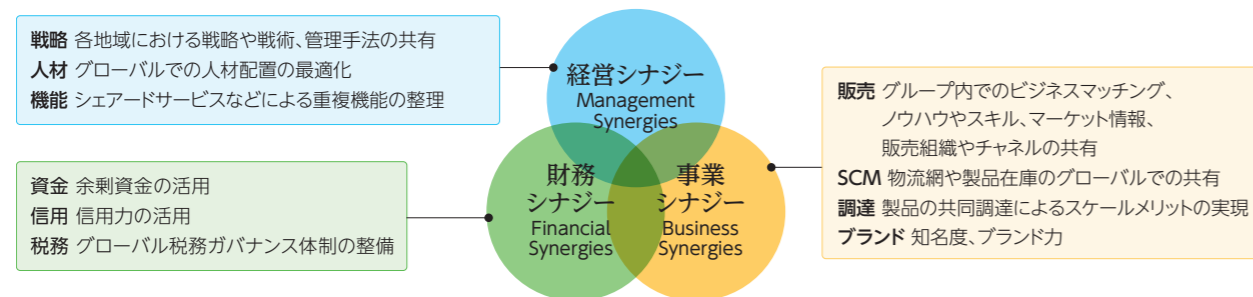 戦略 各地域における戦略や戦術、管理手法の共有
人材 グローバルでの人材配置の最適化
機能 シェアードサービスなどによる重複機能の整理
経営シナジー
Management
Synergies
資金 余剰資金の活用
信用 信用力の活用
税務 グローバル税務ガバナンス体制の整備
財務
シナジー
Financial
Synergies
事業
シナジー
Business
Synergies
販売 グループ内でのビジネスマッチング、
ノウハウやスキル、マーケット情報、
販売組織やチャネルの共有
SCM 物流網や製品在庫のグローバルでの共有
調達 製品の共同調達によるスケールメリットの実現
ブランド 知名度、ブランド力